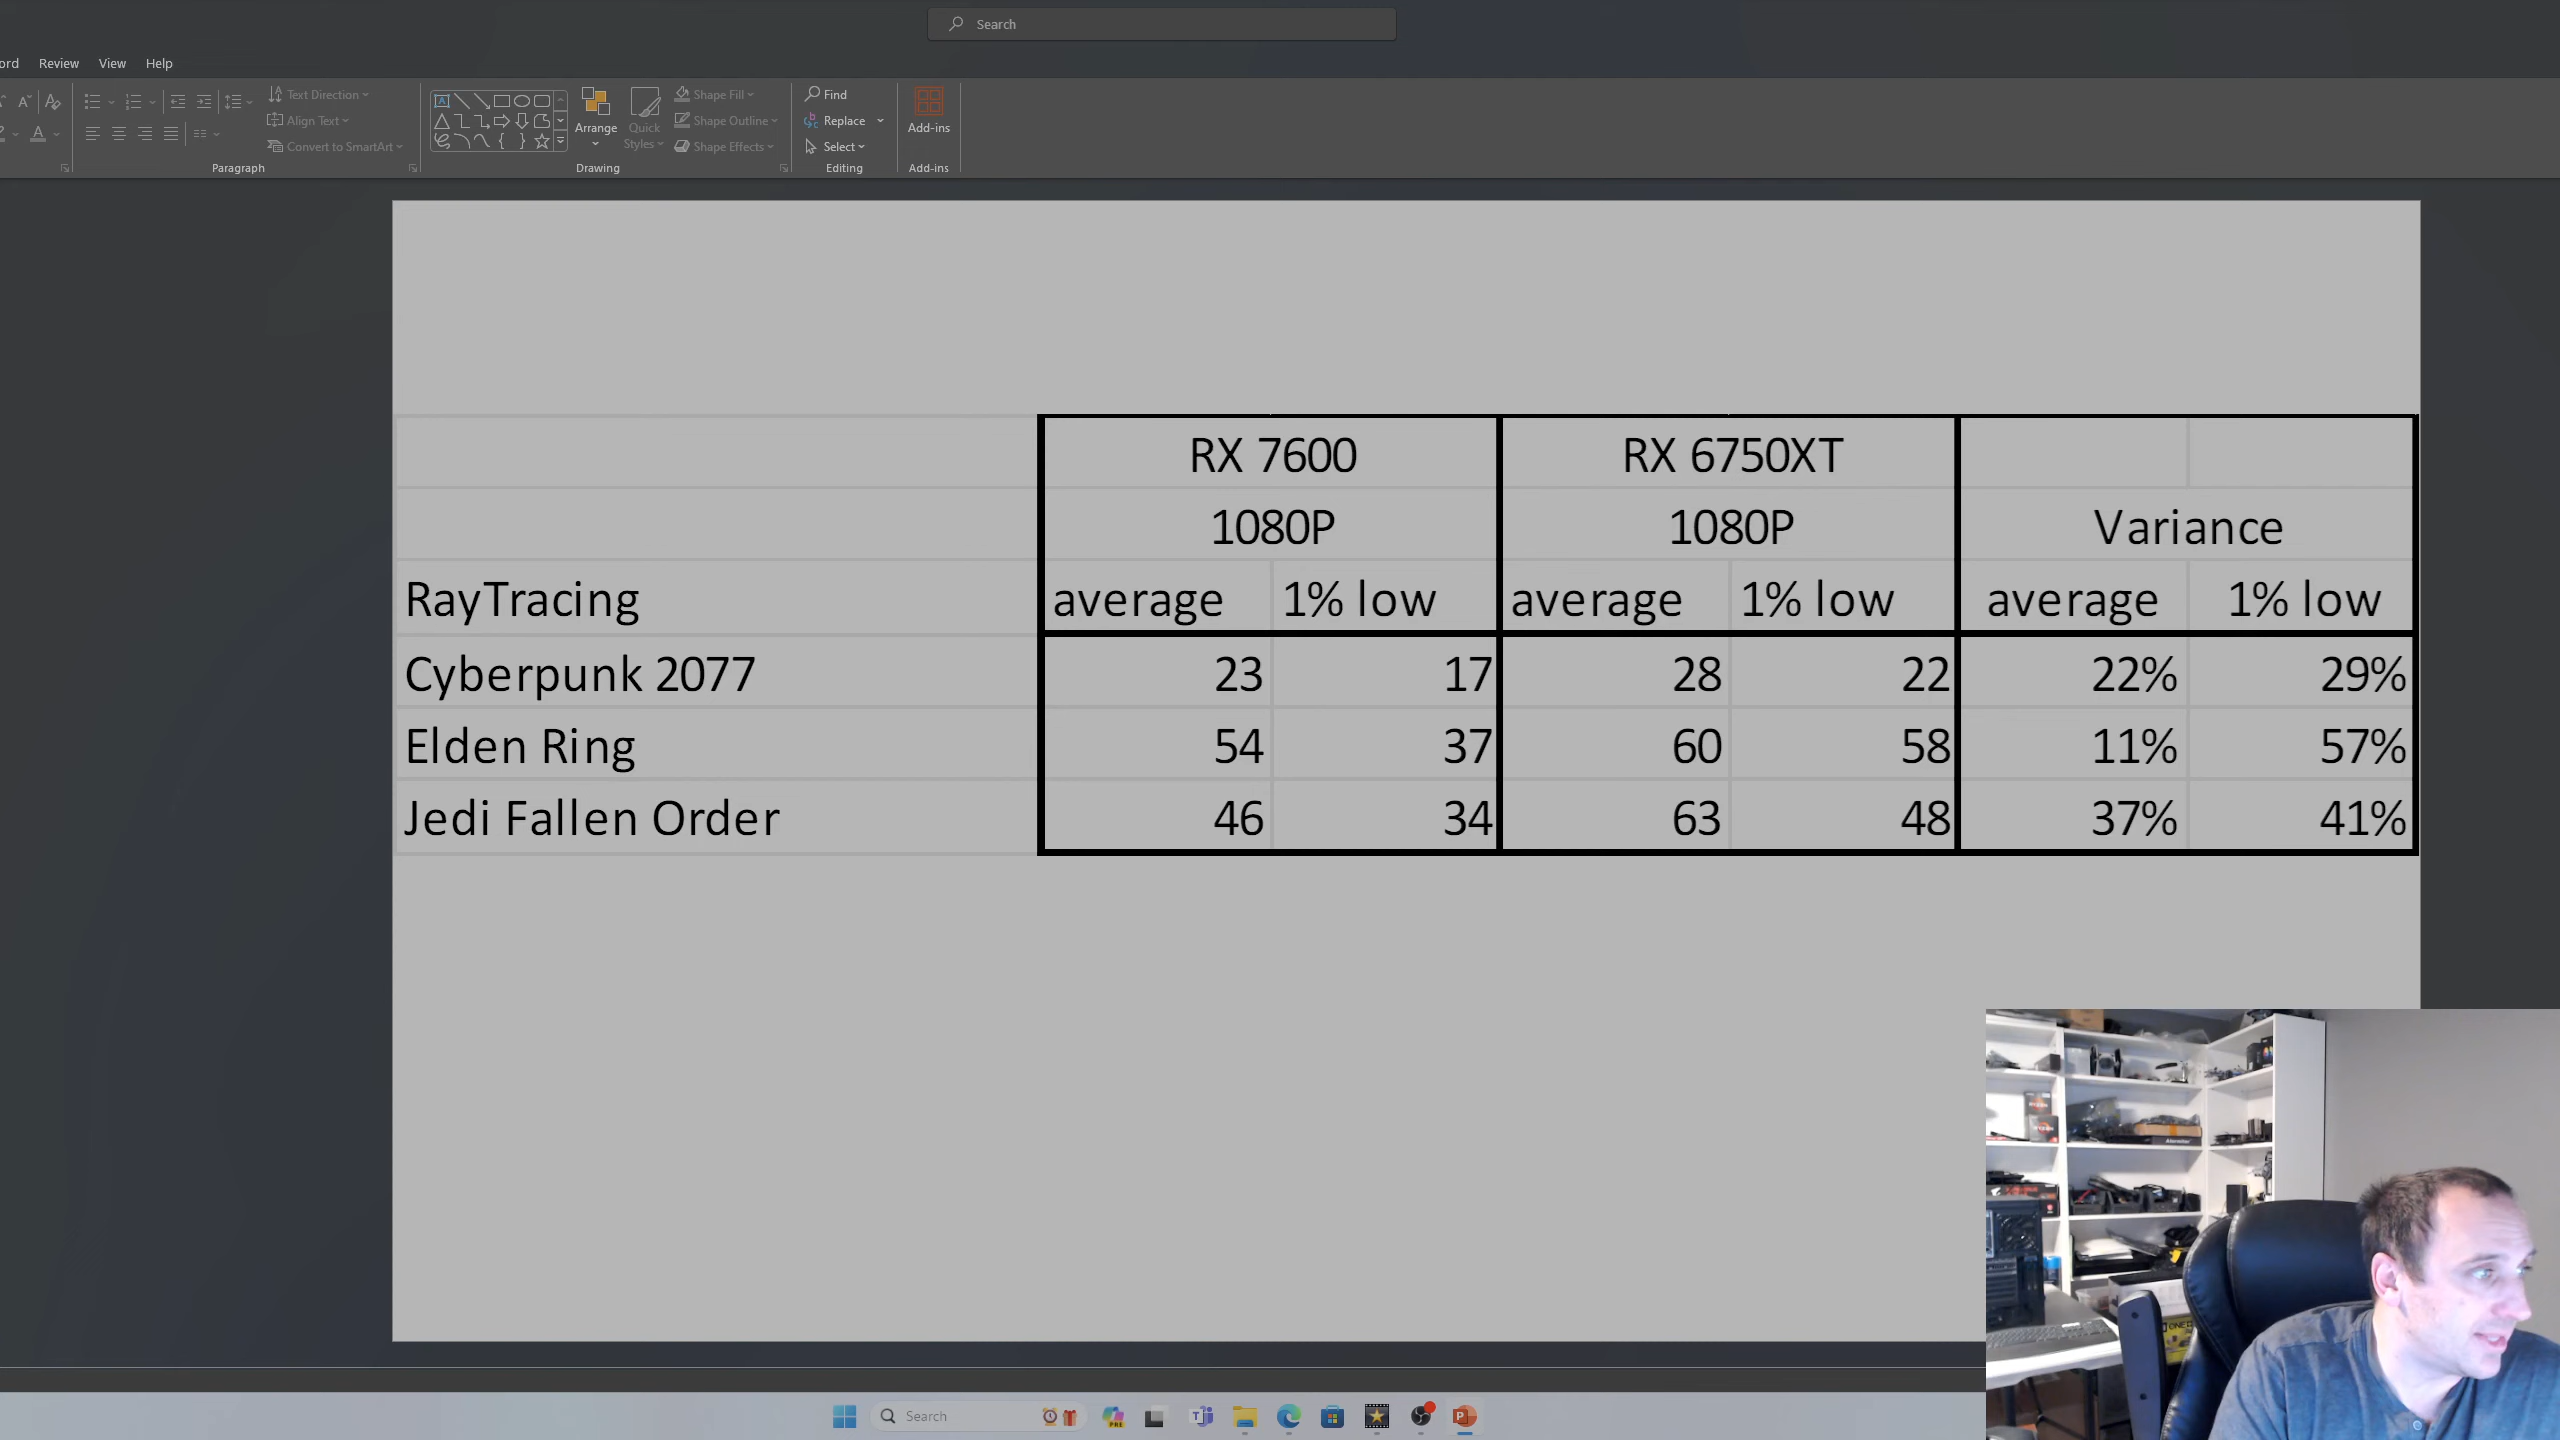 Search
ord Review View Help
Text Direction
Align Text
Convert to SmartArt
Paragraph
Arrange
Quick Styles
Shape Fill
Shape Outline
Shape Effects
Drawing
Find
Replace
Select
Editing
Add-ins
Add-ins
RX 7600 RX 6750XT
1080P 1080P Variance
RayTracing average 1% low average 1% low average 1% low
Cyberpunk 2077 23 17 28 22 22% 29%
Elden Ring 54 37 60 58 11% 57%
Jedi Fallen Order 46 34 63 48 37% 41%
Search